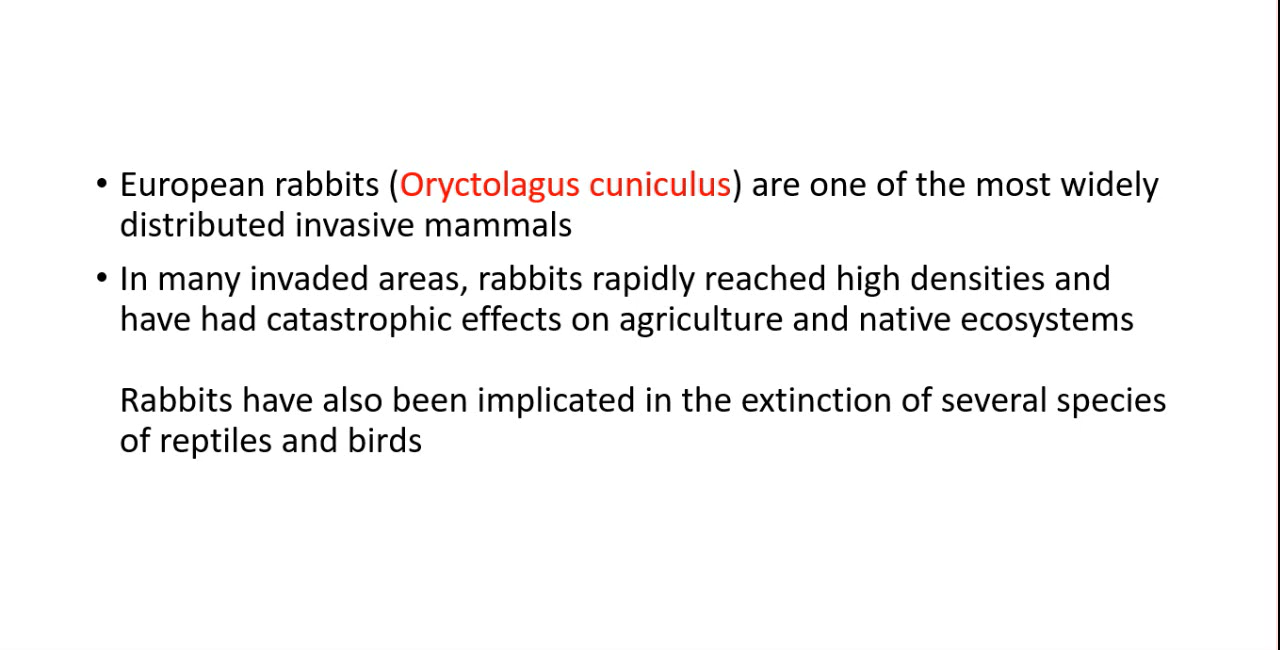 • European rabbits (Oryctolagus cuniculus) are one of the most widely
distributed invasive mammals
• In many invaded areas, rabbits rapidly reached high densities and
have had catastrophic effects on agriculture and native ecosystems
Rabbits have also been implicated in the extinction of several species
of reptiles and birds